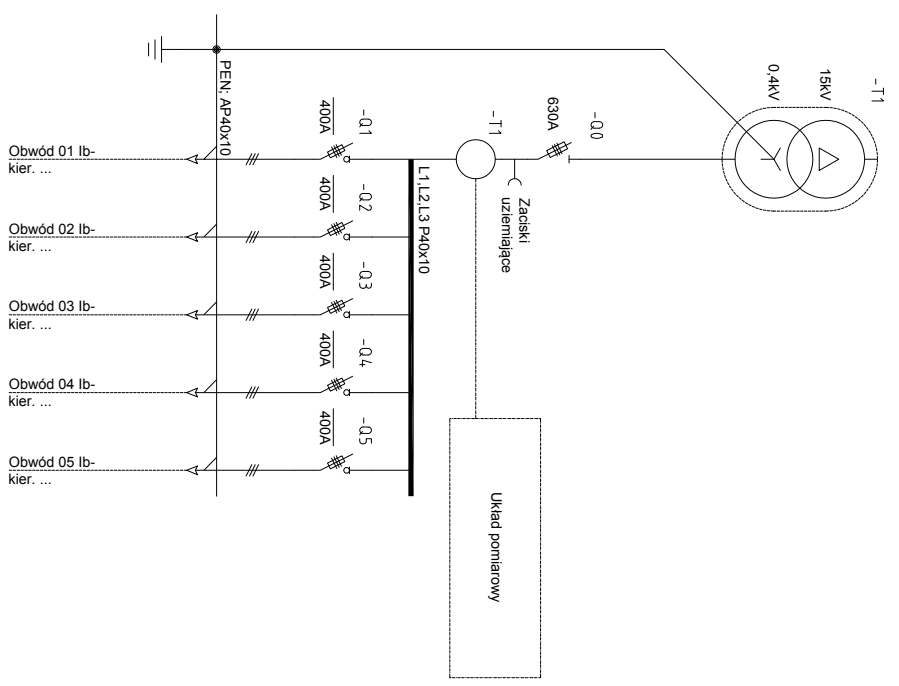 -T1
15kV
0,4kV
-Q0
630A
-T1
Zaciski
uziemiające
L1,L2,L3 P40x10
PEN; AP40x10
-Q1
400A
-Q2
400A
-Q3
400A
-Q4
400A
-Q5
400A
Obwód 01 Ib-
kier. ...
Obwód 02 Ib-
kier. ...
Obwód 03 Ib-
kier. ...
Obwód 04 Ib-
kier. ...
Obwód 05 Ib-
kier. ...
Układ pomiarowy